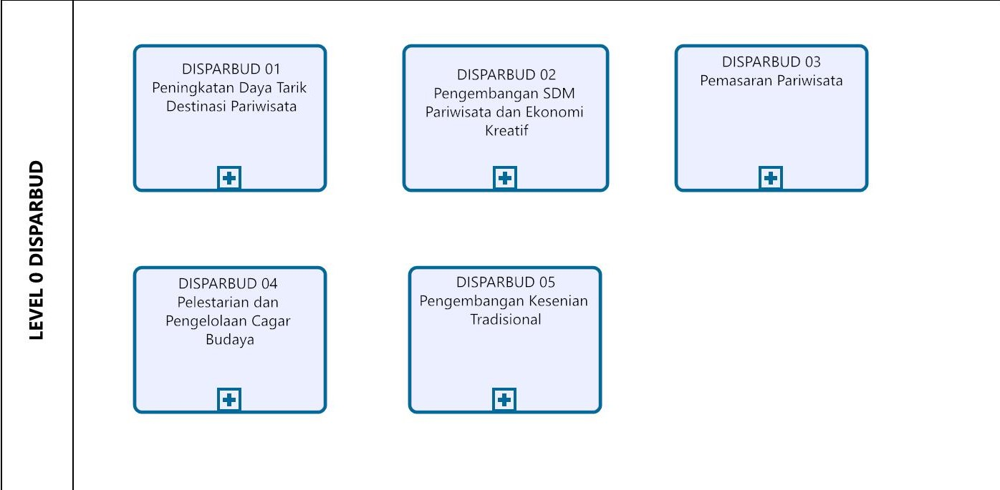 LEVEL 0 DISPARBUD
DISPARBUD 01
Peningkatan Daya Tarik
Destinasi Pariwisata
DISPARBUD 02
Pengembangan SDM
Pariwisata dan Ekonomi
Kreatif
DISPARBUD 03
Pemasaran Pariwisata
DISPARBUD 04
Pelestarian dan
Pengelolaan Cagar
Budaya
DISPARBUD 05
Pengembangan Kesenian
Tradisional